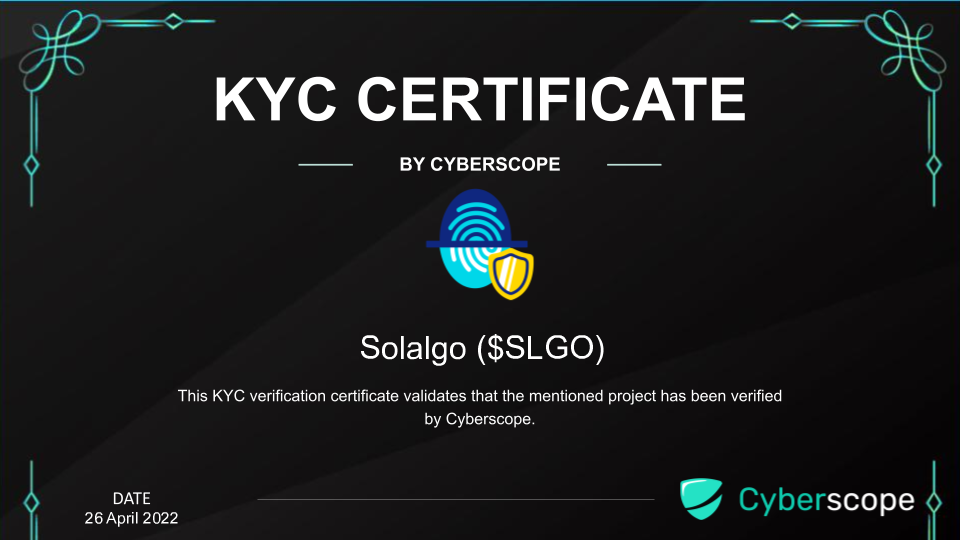 KYC CERTIFICATE
BY CYBERSCOPE
Solalgo ($SLGO)
This KYC verification certificate validates that the mentioned project has been verified
by Cyberscope.
DATE
26 April 2022
Cyberscope